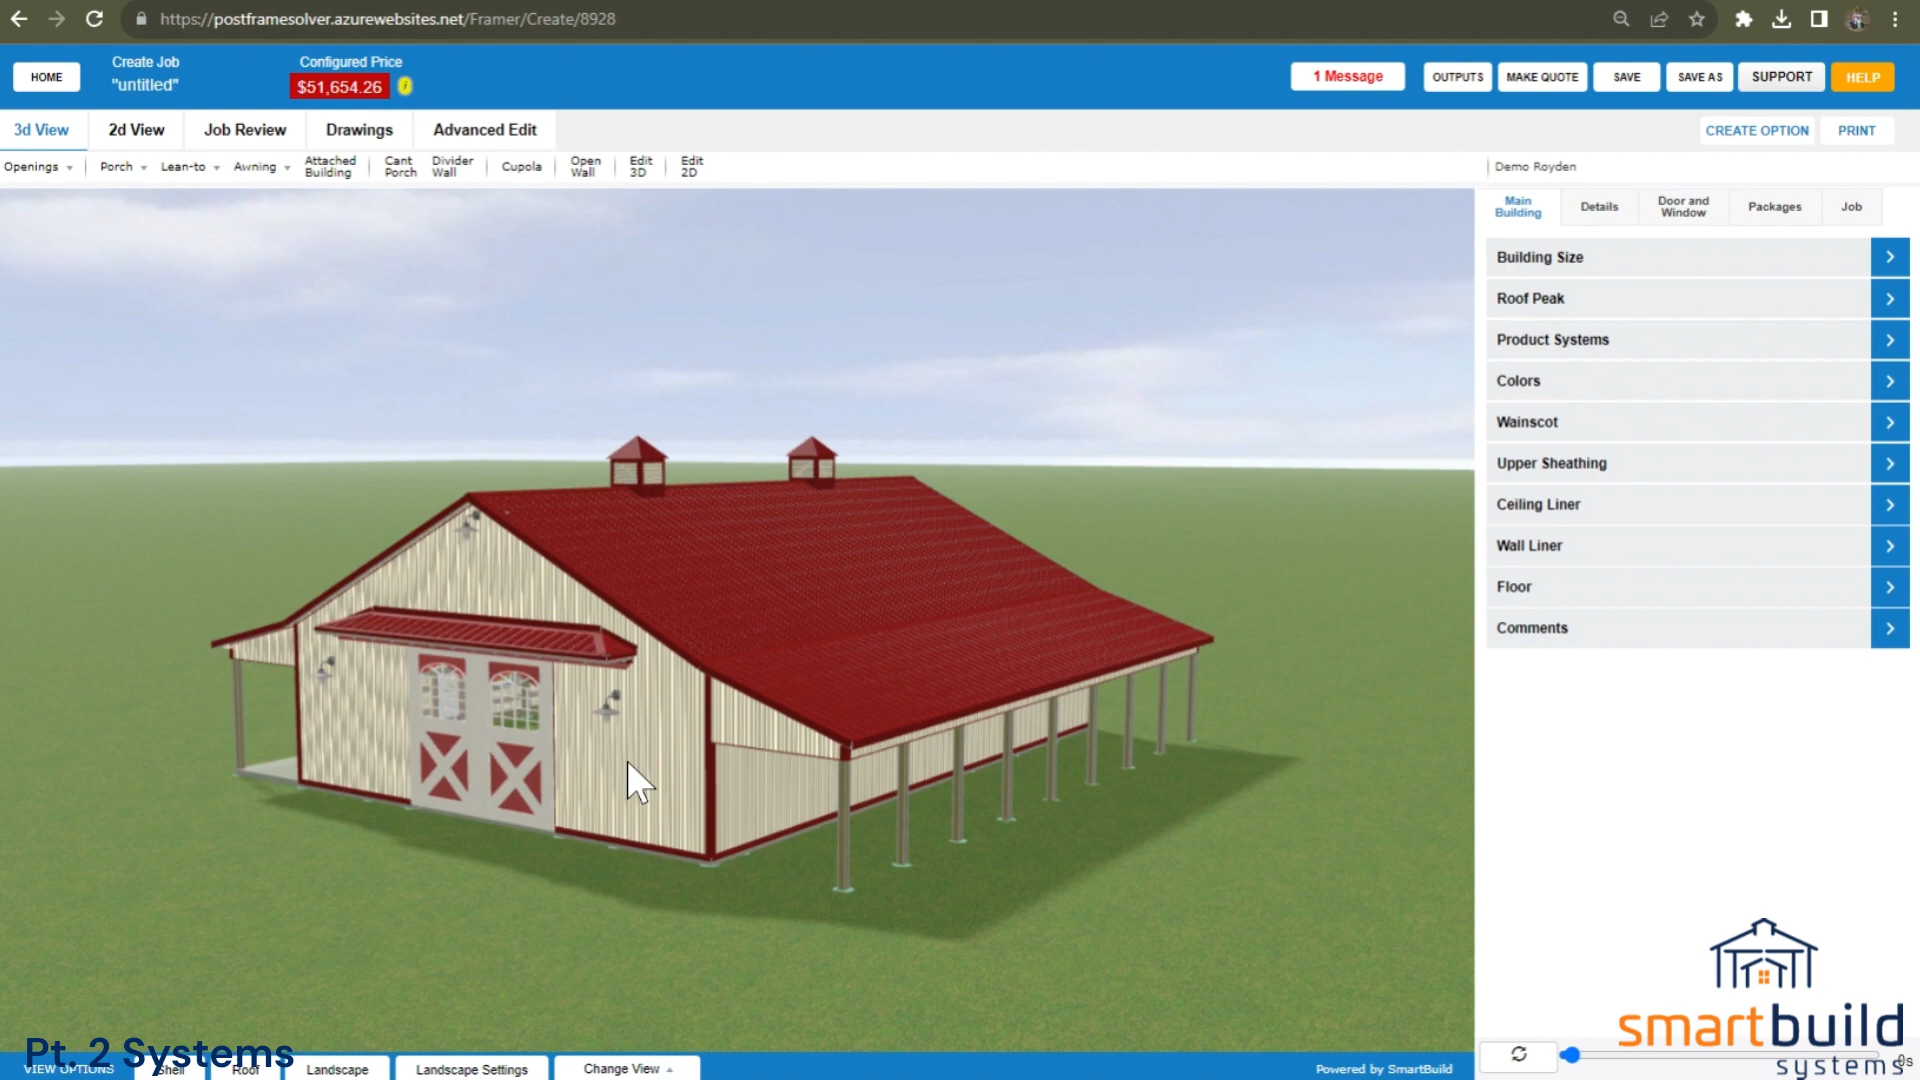 https://postframesolver.azurewebsites.net/Framer/Create/8928
HOME
Create Job
"untitled"
Configured Price
$51,654.26
i
1 Message
OUTPUTS
MAKE QUOTE
SAVE
SAVE AS
SUPPORT
HELP
3d View
2d View
Job Review
Drawings
Advanced Edit
CREATE OPTION
PRINT
Openings
Porch
Lean-to
Awning
Attached
Building
Cant
Porch
Divider
Wall
Cupola
Open
Wall
Edit
3D
Edit
2D
Demo Royden
Main
Building
Details
Door and
Window
Packages
Job
Building Size
Roof Peak
Product Systems
Colors
Wainscot
Upper Sheathing
Ceiling Liner
Wall Liner
Floor
Comments
smartbuild
systems
0s
Pt. 2 Systems
VIEW OPTIONS
Shell
Roof
Landscape
Landscape Settings
Change View
Powered by SmartBuild